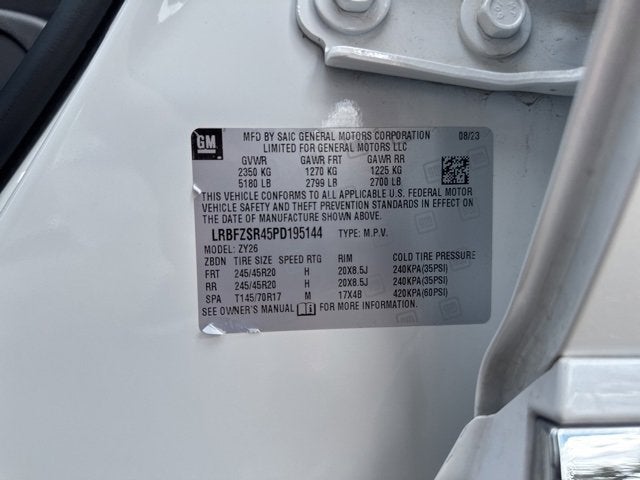 GM
MFD BY SAIC GENERAL MOTORS CORPORATION 08/23
LIMITED FOR GENERAL MOTORS LLC
GVWR GAWR FRT GAWR RR
2350 KG 1270 KG 1225 KG
5180 LB 2799 LB 2700 LB
THIS VEHICLE CONFORMS TO ALL APPLICABLE U.S. FEDERAL MOTOR
VEHICLE SAFETY AND THEFT PREVENTION STANDARDS IN EFFECT ON
THE DATE OF MANUFACTURE SHOWN ABOVE.
LRBFZSR45PD195144 TYPE: M.P.V.
MODEL: ZY26
ZBDN TIRE SIZE SPEED RTG RIM COLD TIRE PRESSURE
FRT 245/45R20 H 20X8.5J 240KPA(35PSI)
RR 245/45R20 H 20X8.5J 240KPA(35PSI)
SPA T145/70R17 M 17X4B 420KPA(60PSI)
SEE OWNER'S MANUAL FOR MORE INFORMATION.